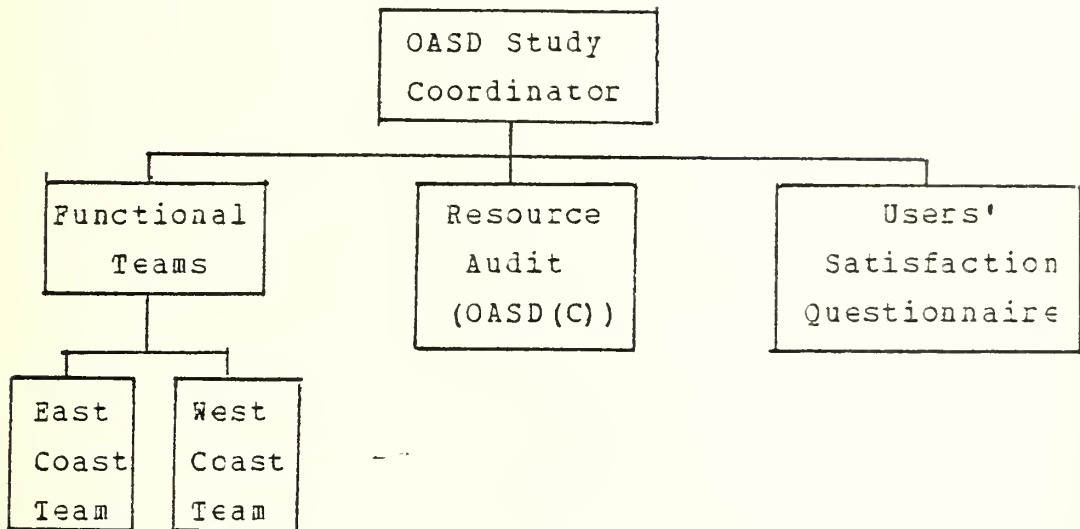 OASD Study
Coordinator
Functional
Teams
Resource
Audit
(OASD(C))
Users'
Satisfaction
Questionnaire
East
Coast
Team
West
Coast
Team